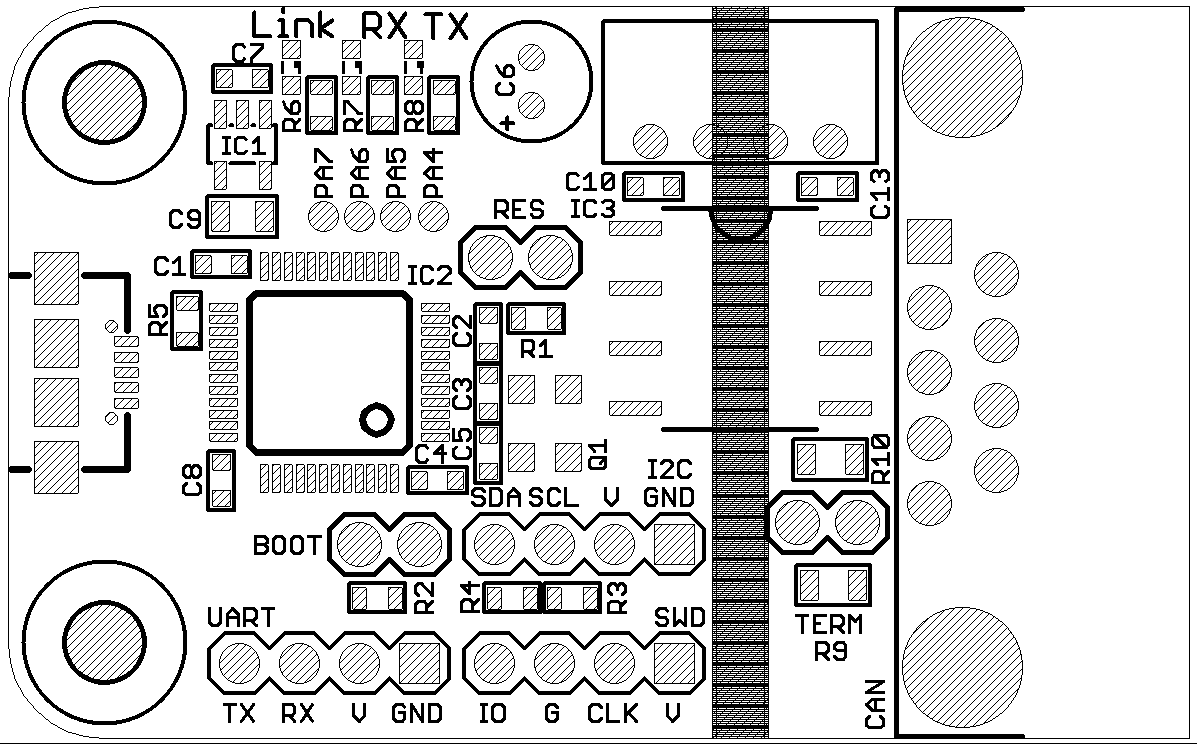 Link RX TX
C7
R6 R7 R8
C6
+
IC1
PA7 PA6 PA5 PA4
C10
C13
C9
RES
IC3
C1
IC2
R5
C2
R1
C3
C5
Q1
C4
C8
I2C
R10
SDA SCL V GND
BOOT
R2
R4
R3
UART
SWD
TERM
R9
TX RX V GND
IO G CLK V
CAN